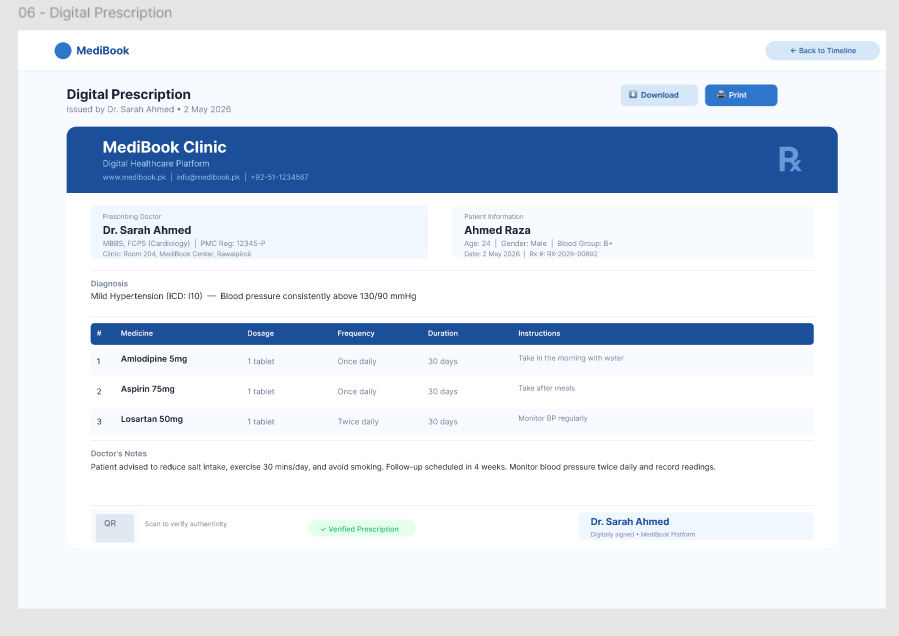 06 - Digital Prescription
MediBook
← Back to Timeline
Digital Prescription
Issued by Dr. Sarah Ahmed • 2 May 2026
Download
Print
MediBook Clinic
Digital Healthcare Platform
www.medibook.pk | info@medibook.pk | +92-51-1234567
℞
Prescribing Doctor
Dr. Sarah Ahmed
MBBS, FCPS (Cardiology) | PMC Reg: 12345-P
Clinic: Room 204, MediBook Center, Rawalpindi
Patient Information
Ahmed Raza
Age: 24 | Gender: Male | Blood Group: B+
Date: 2 May 2026 | Rx #: RX-2026-00892
Diagnosis
Mild Hypertension (ICD: I10) — Blood pressure consistently above 130/90 mmHg
# Medicine Dosage Frequency Duration Instructions
1 Amlodipine 5mg 1 tablet Once daily 30 days Take in the morning with water
2 Aspirin 75mg 1 tablet Once daily 30 days Take after meals
3 Losartan 50mg 1 tablet Twice daily 30 days Monitor BP regularly
Doctor's Notes
Patient advised to reduce salt intake, exercise 30 mins/day, and avoid smoking. Follow-up scheduled in 4 weeks. Monitor blood pressure twice daily and record readings.
QR
Scan to verify authenticity
✓ Verified Prescription
Dr. Sarah Ahmed
Digitally signed • MediBook Platform